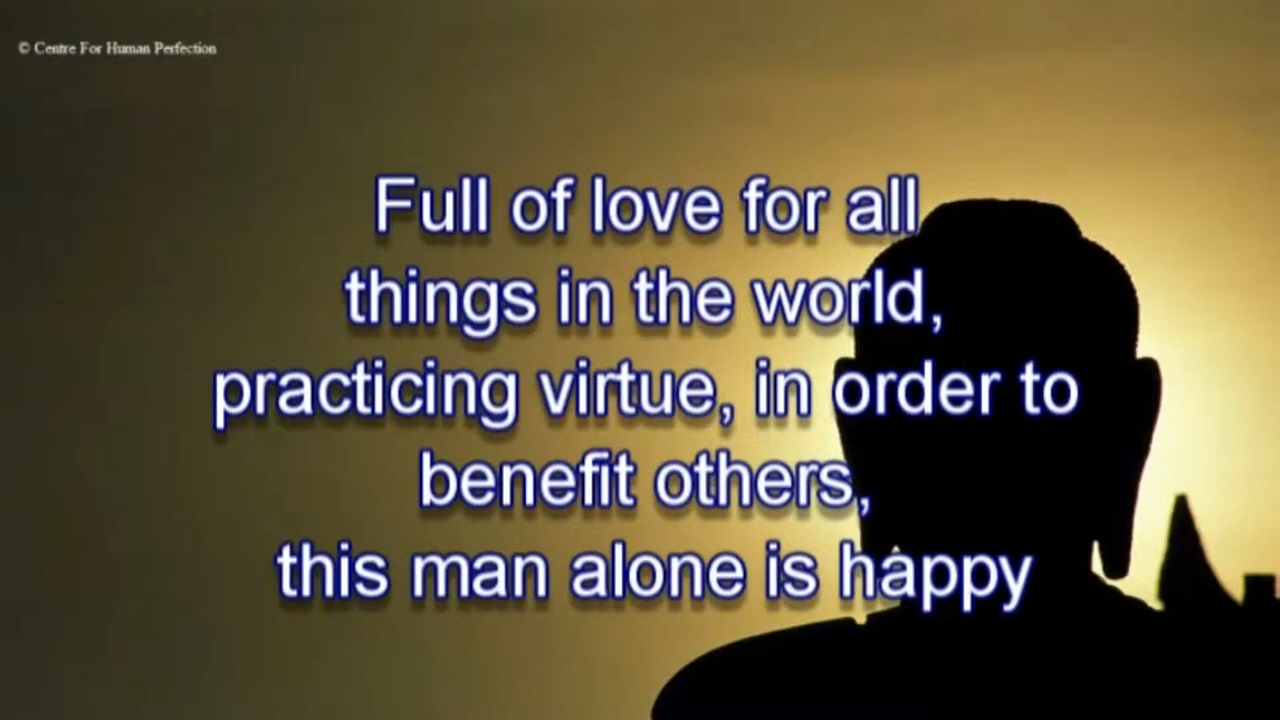 © Centre For Human Perfection
Full of love for all
things in the world,
practicing virtue, in order to
benefit others,
this man alone is happy